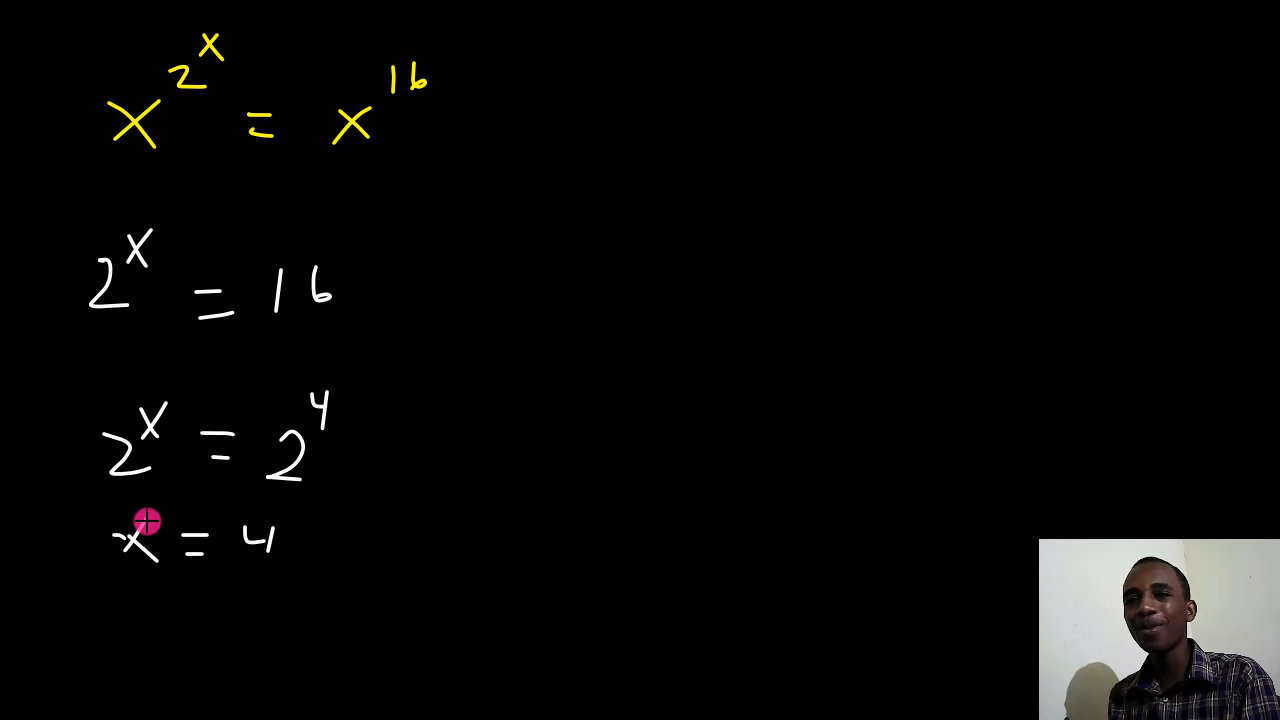 x^{2^x} = x^{16}
2^x = 16
2^x = 2^4
x = 4